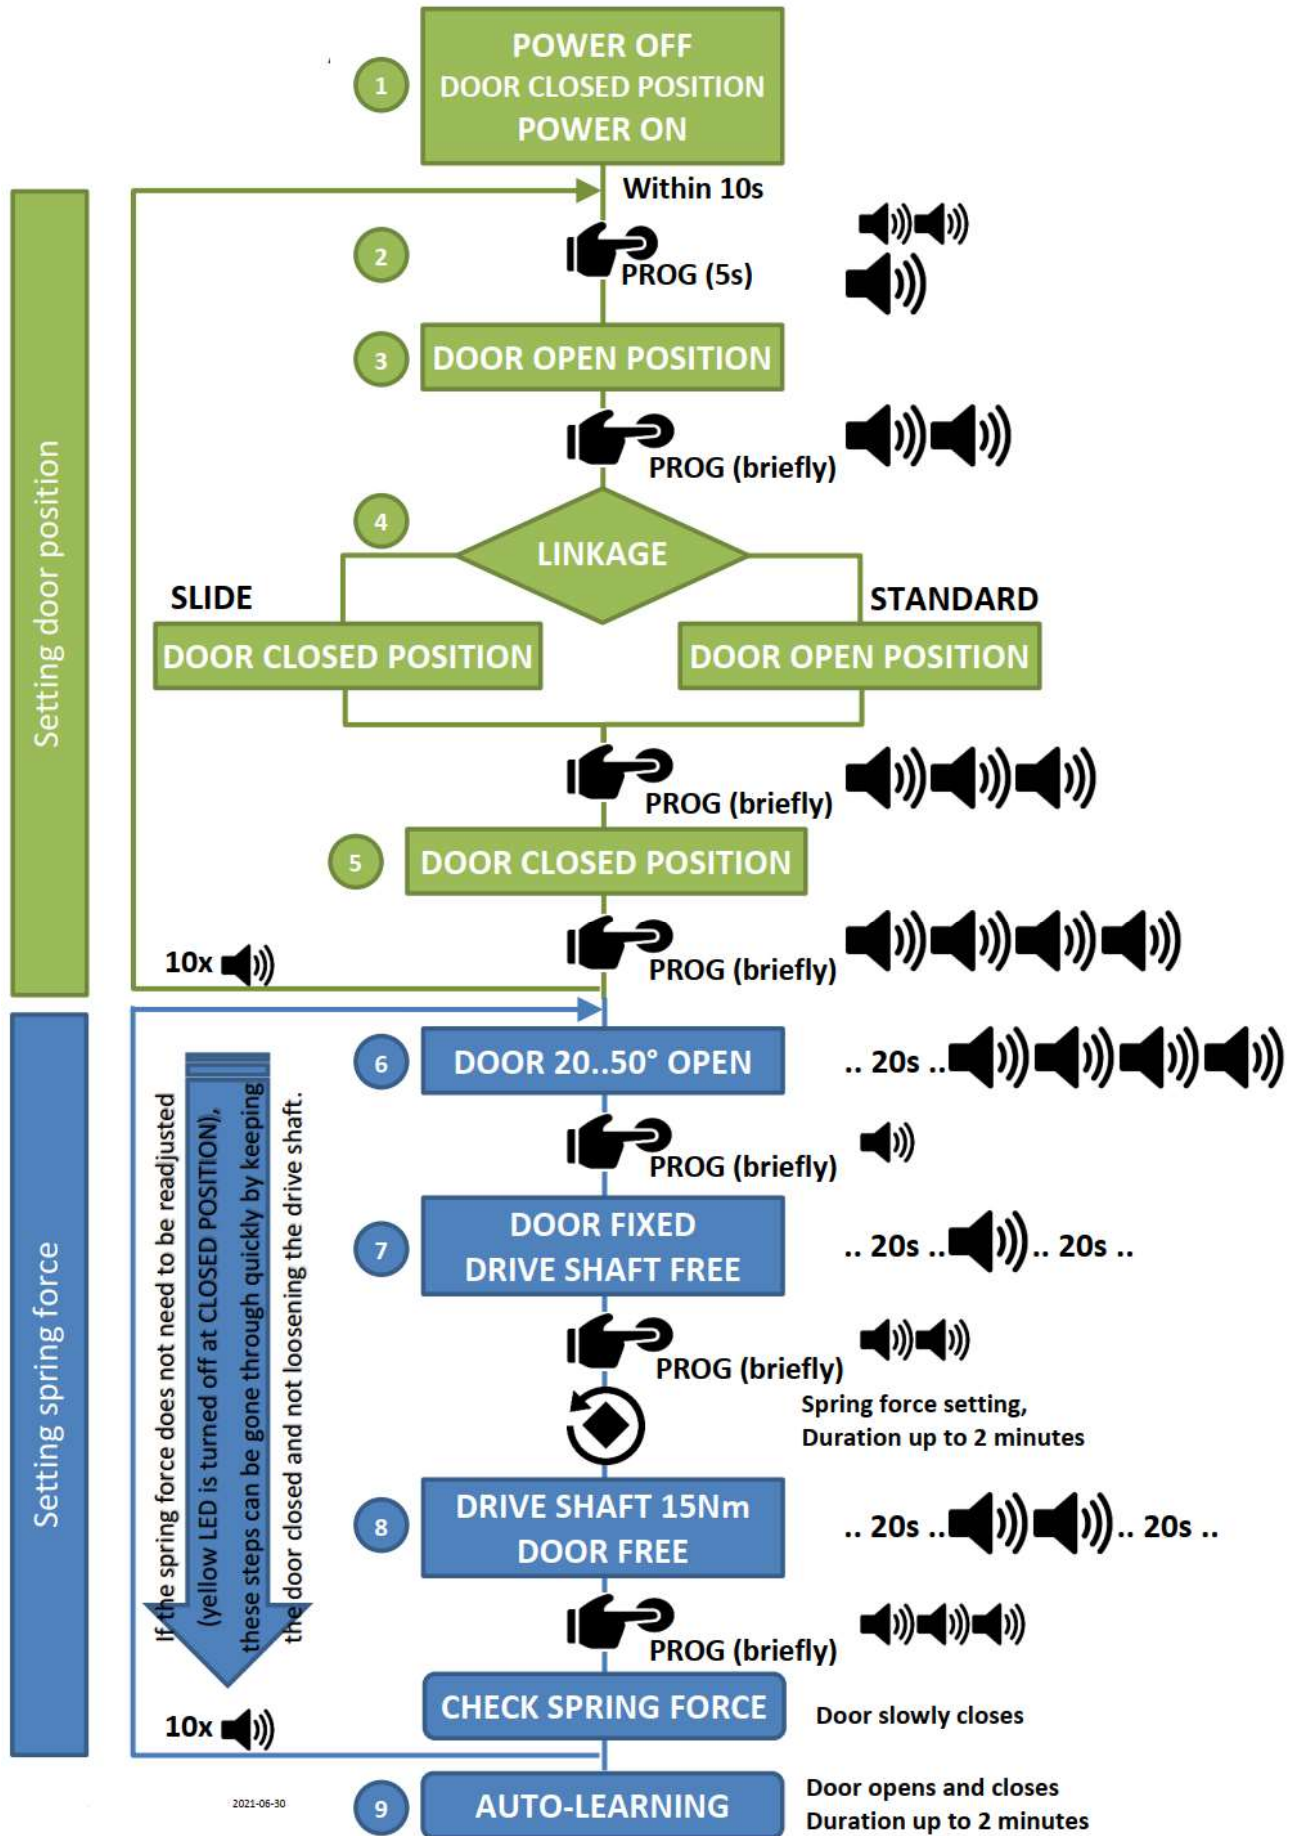 POWER OFF
DOOR CLOSED POSITION
POWER ON
1
Within 10s
2
PROG (5s)
3
DOOR OPEN POSITION
PROG (briefly)
4
LINKAGE
SLIDE
STANDARD
DOOR CLOSED POSITION
DOOR OPEN POSITION
PROG (briefly)
5
DOOR CLOSED POSITION
10x
PROG (briefly)
Setting door position
6
DOOR 20..50° OPEN
.. 20s ..
PROG (briefly)
7
DOOR FIXED
DRIVE SHAFT FREE
.. 20s ..
.. 20s ..
PROG (briefly)
Spring force setting,
Duration up to 2 minutes
8
DRIVE SHAFT 15Nm
DOOR FREE
.. 20s ..
.. 20s ..
PROG (briefly)
If the spring force does not need to be readjusted
(yellow LED is turned off at CLOSED POSITION),
these steps can be gone through quickly by keeping
the door closed and not loosening the drive shaft.
Setting spring force
CHECK SPRING FORCE
Door slowly closes
10x
2021-06-30
9
AUTO-LEARNING
Door opens and closes
Duration up to 2 minutes